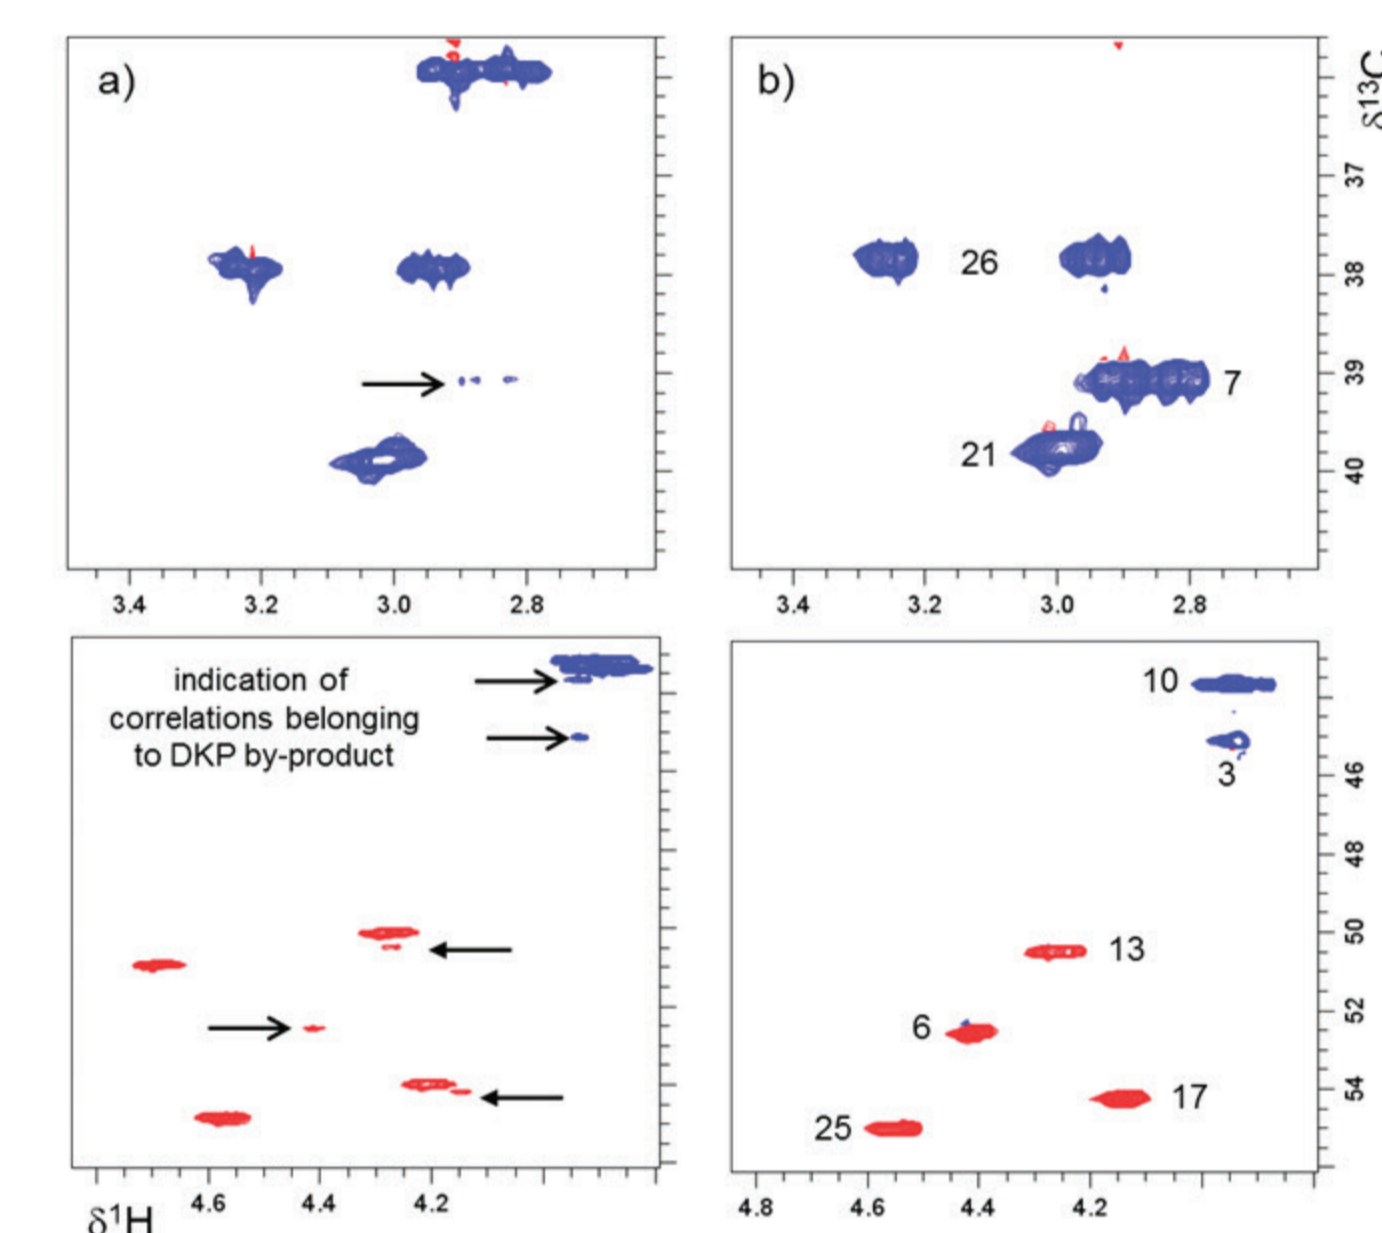 a)
b)
δ13C
37
38
39
40
26
7
21
3.4 3.2 3.0 2.8
3.4 3.2 3.0 2.8
indication of
correlations belonging
to DKP by-product
10
3
46
48
50
52
54
13
6
17
25
4.6 4.4 4.2
4.8 4.6 4.4 4.2
δ1H